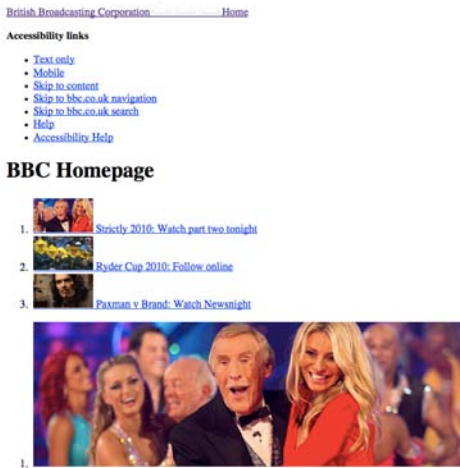 British Broadcasting Corporation Home
Accessibility links
Text only
Mobile
Skip to content
Skip to bbc.co.uk navigation
Skip to bbc.co.uk search
Help
Accessibility Help
BBC Homepage
1. Strictly 2010: Watch part two tonight
2. Ryder Cup 2010: Follow online
3. Paxman v Brand: Watch Newsnight
1.